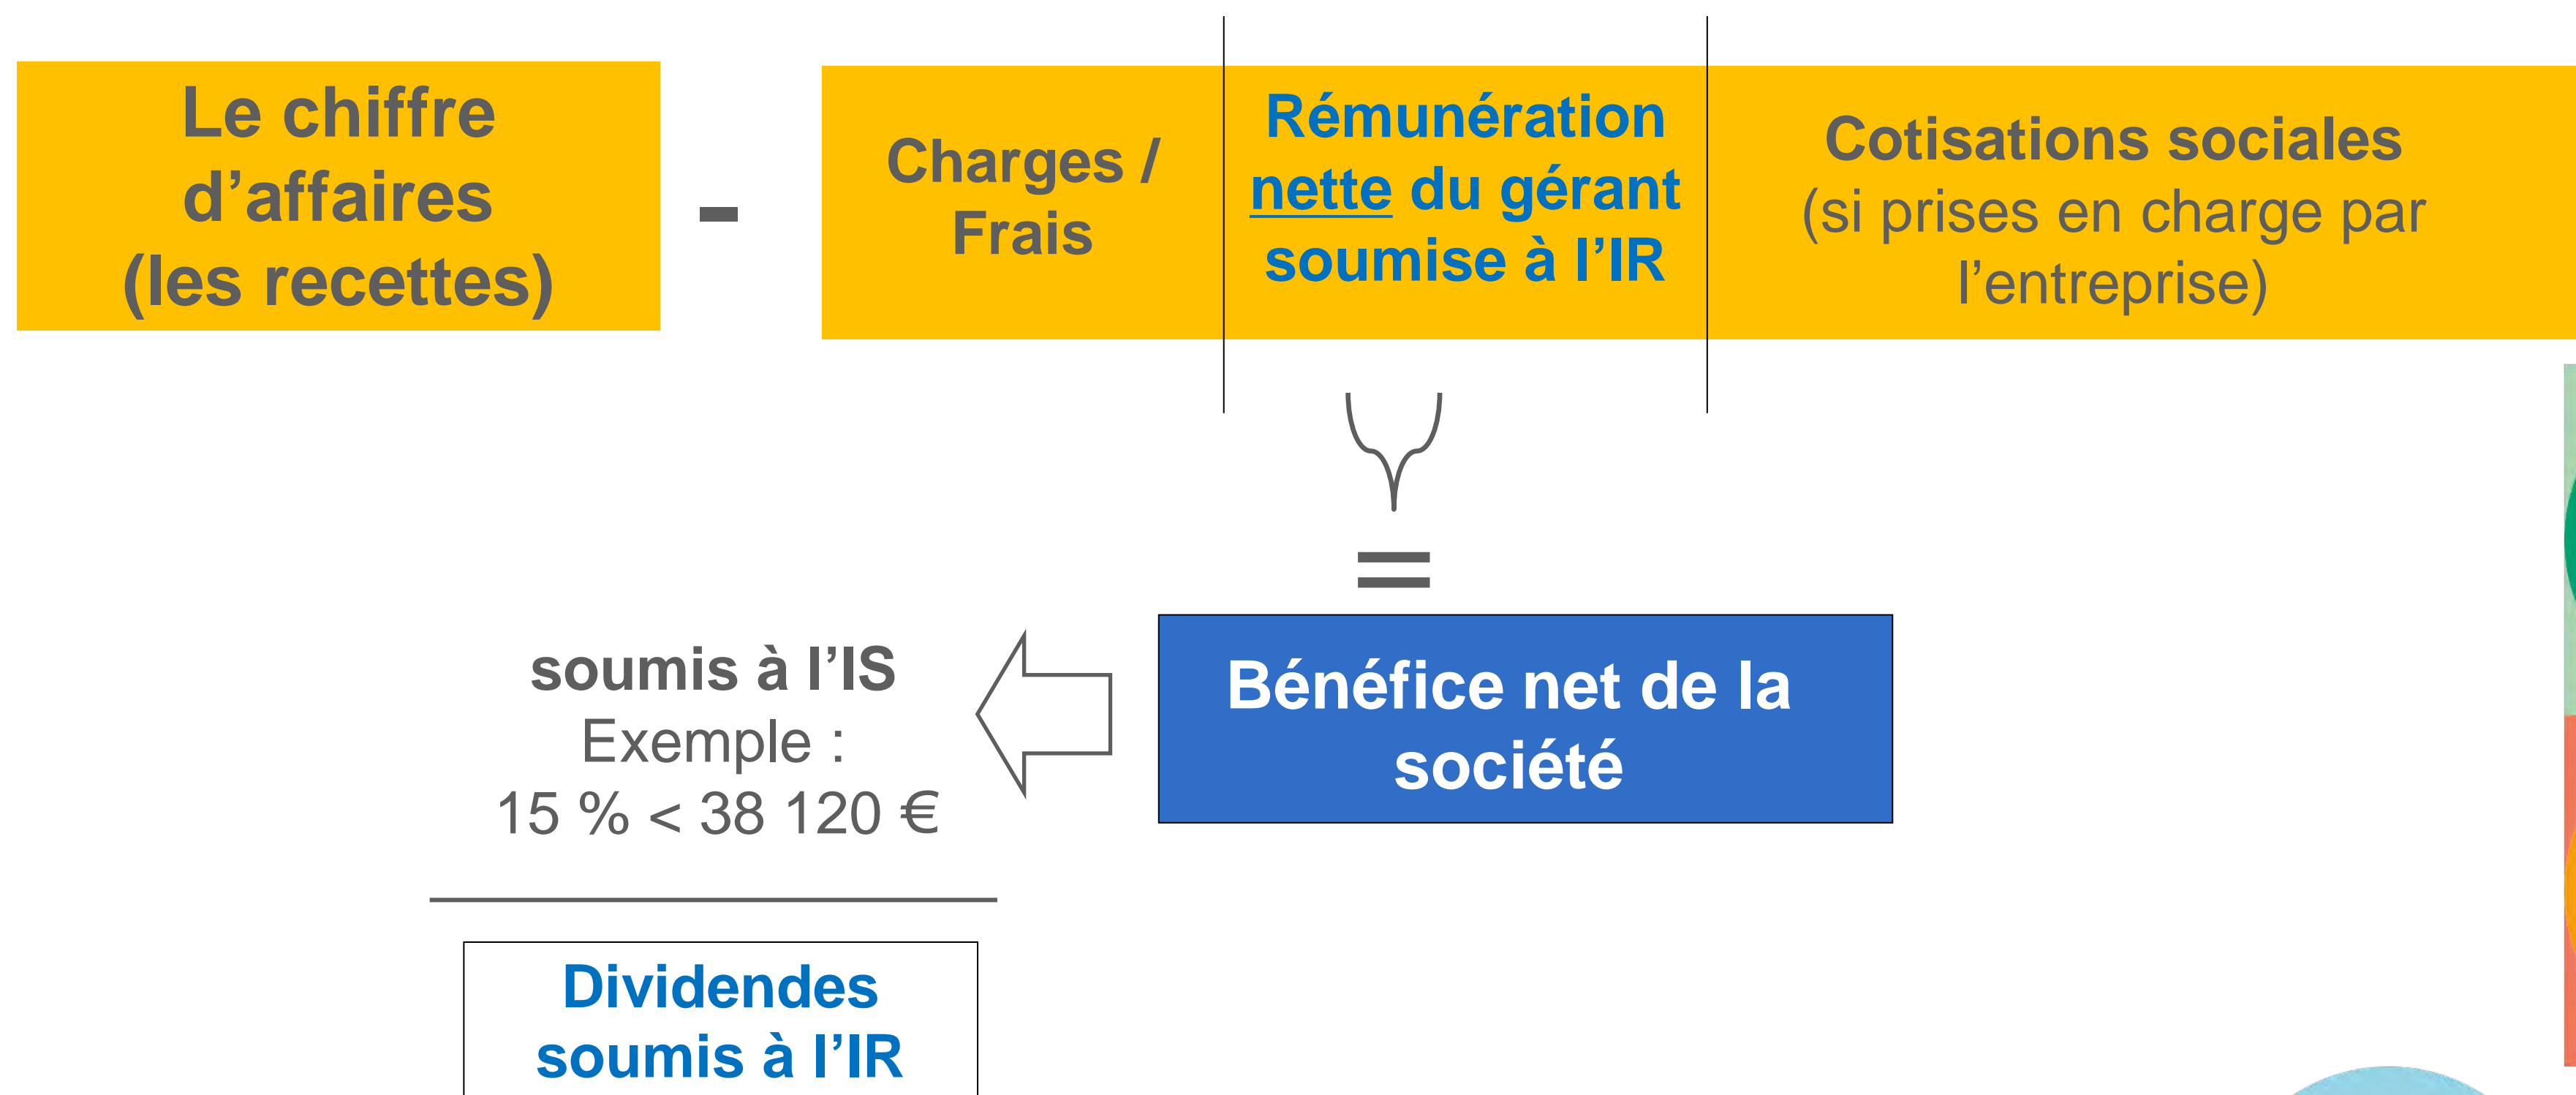 Le chiffre
d’affaires
(les recettes)
-
Charges /
Frais
Rémunération
nette du gérant
soumise à l’IR
Cotisations sociales
(si prises en charge par
l’entreprise)
=
Bénéfice net de la
société
soumis à l’IS
Exemple :
15 % < 38 120 €
Dividendes
soumis à l’IR